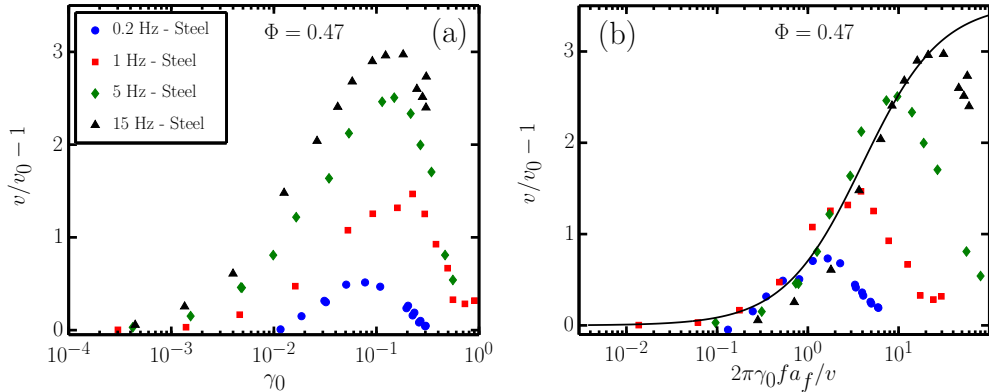 0.2 Hz - Steel
1 Hz - Steel
5 Hz - Steel
15 Hz - Steel
Φ = 0.47
(a)
3
2
1
0
v/v₀ − 1
10⁻⁴
10⁻³
10⁻²
10⁻¹
10⁰
γ₀
Φ = 0.47
(b)
3
2
1
0
v/v₀ − 1
10⁻²
10⁻¹
10⁰
10¹
2πγ₀fa_f/v